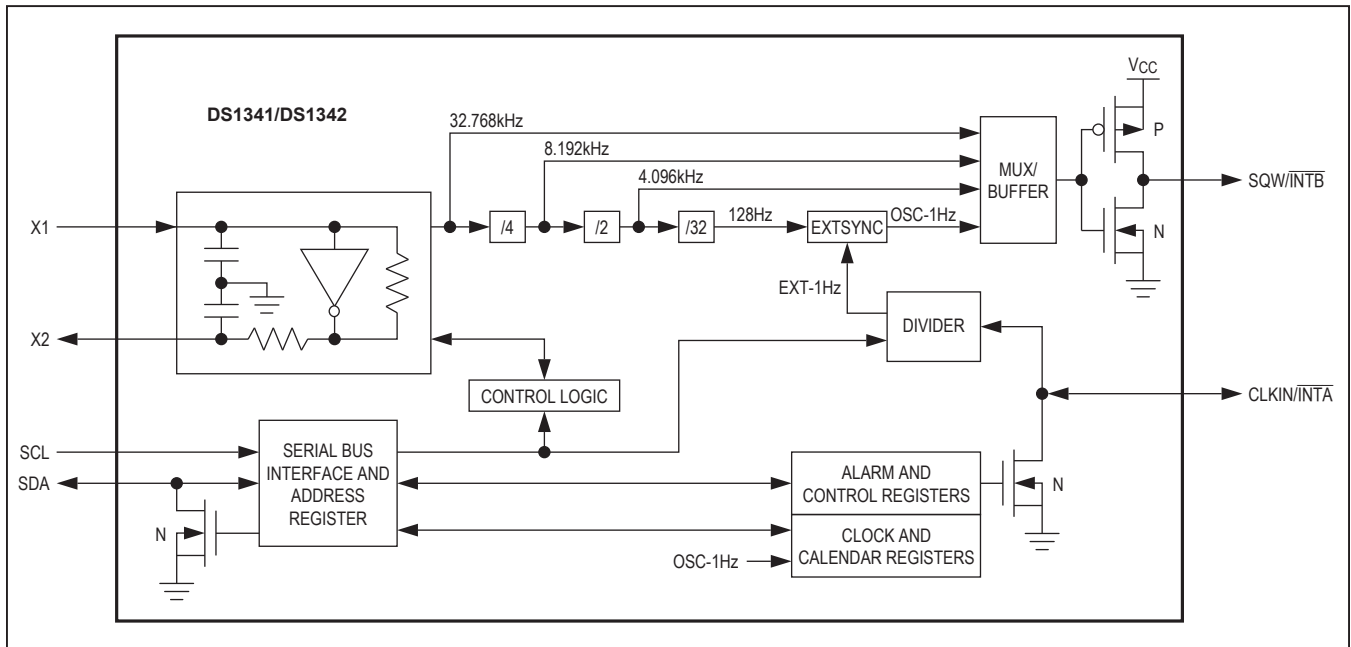 DS1341/DS1342
VCC
32.768kHz
P
8.192kHz
MUX/
BUFFER
SQW/INTB
4.096kHz
X1
/4
/2
/32
128Hz
EXTSYNC
OSC-1Hz
N
EXT-1Hz
DIVIDER
X2
CONTROL LOGIC
CLKIN/INTA
SCL
SERIAL BUS
INTERFACE AND
ADDRESS
REGISTER
SDA
ALARM AND
CONTROL REGISTERS
N
N
CLOCK AND
CALENDAR REGISTERS
OSC-1Hz